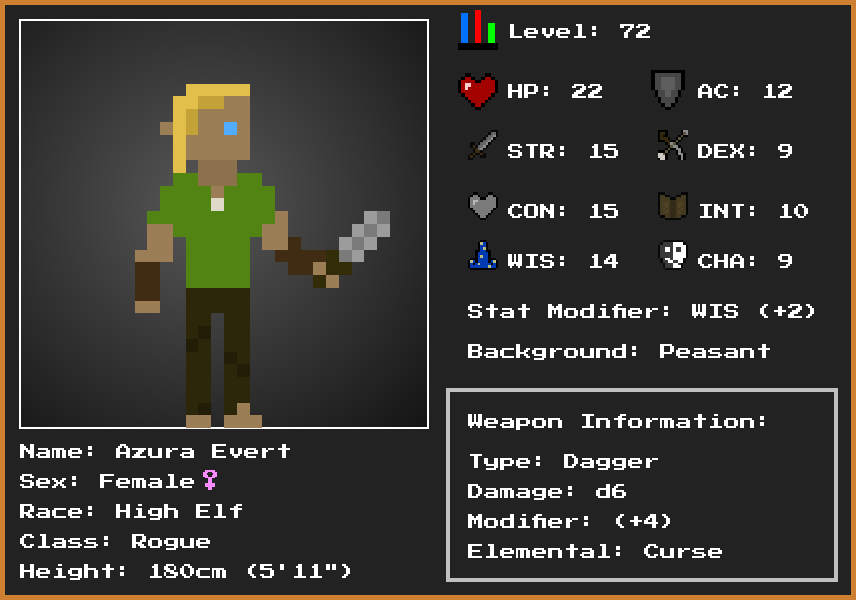 Level: 72
HP: 22
AC: 12
STR: 15
DEX: 9
CON: 15
INT: 10
WIS: 14
CHA: 9
Stat Modifier: WIS (+2)
Background: Peasant
Name: Azura Evert
Sex: Female♀
Race: High Elf
Class: Rogue
Height: 180cm (5'11")
Weapon Information:
Type: Dagger
Damage: d6
Modifier: (+4)
Elemental: Curse